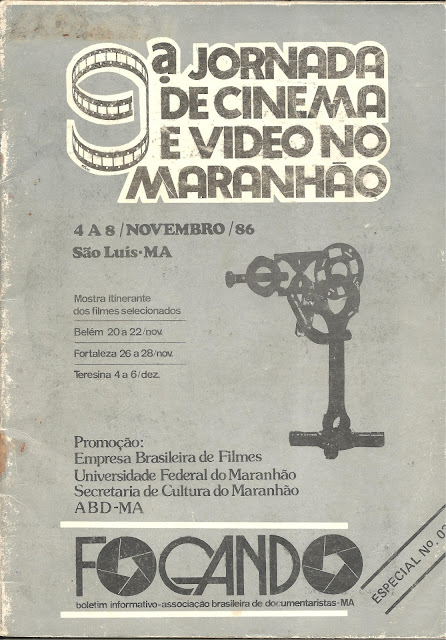 9ª JORNADA
DE CINEMA
E VIDEO NO
MARANHÃO
4 A 8/NOVEMBRO/86
São Luís-MA
Mostra itinerante
dos filmes selecionados
Belém 20 a 22/nov.
Fortaleza 26 a 28/nov.
Teresina 4 a 6/dez.
Promoção:
Empresa Brasileira de Filmes
Universidade Federal do Maranhão
Secretaria de Cultura do Maranhão
ABD-MA
FOCANDO
boletim informativo-associação brasileira de documentaristas-MA
ESPECIAL Nº.